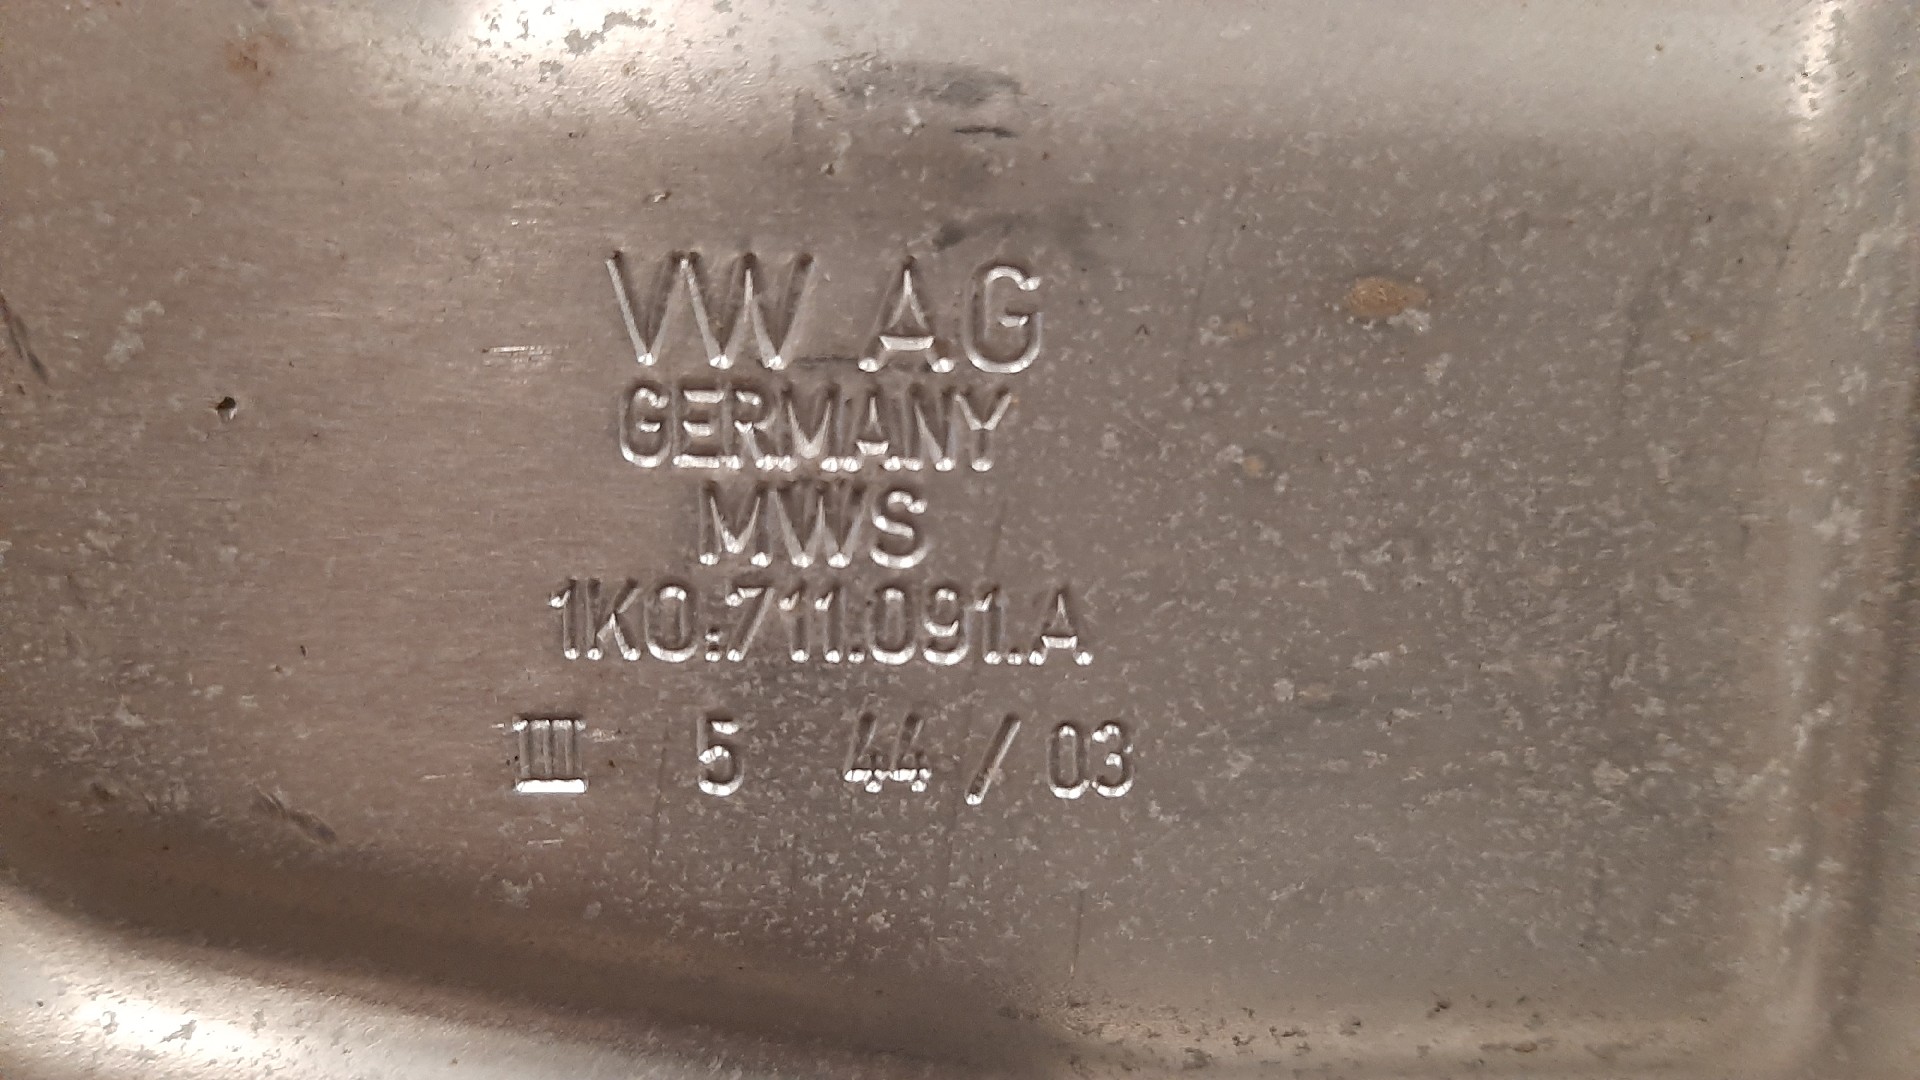 VW AG
GERMANY
MWS
1K0.711.091.A
III 5 44/03